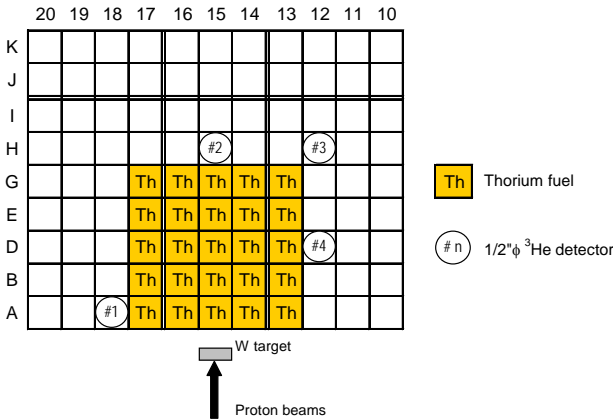 20 19 18 17 16 15 14 13 12 11 10
K
J
I
H #2 #3
G Th Th Th Th Th
E Th Th Th Th Th
D Th Th Th Th Th #4
B Th Th Th Th Th
A #1 Th Th Th Th Th
Th Thorium fuel
# n 1/2"ϕ ³He detector
W target
Proton beams